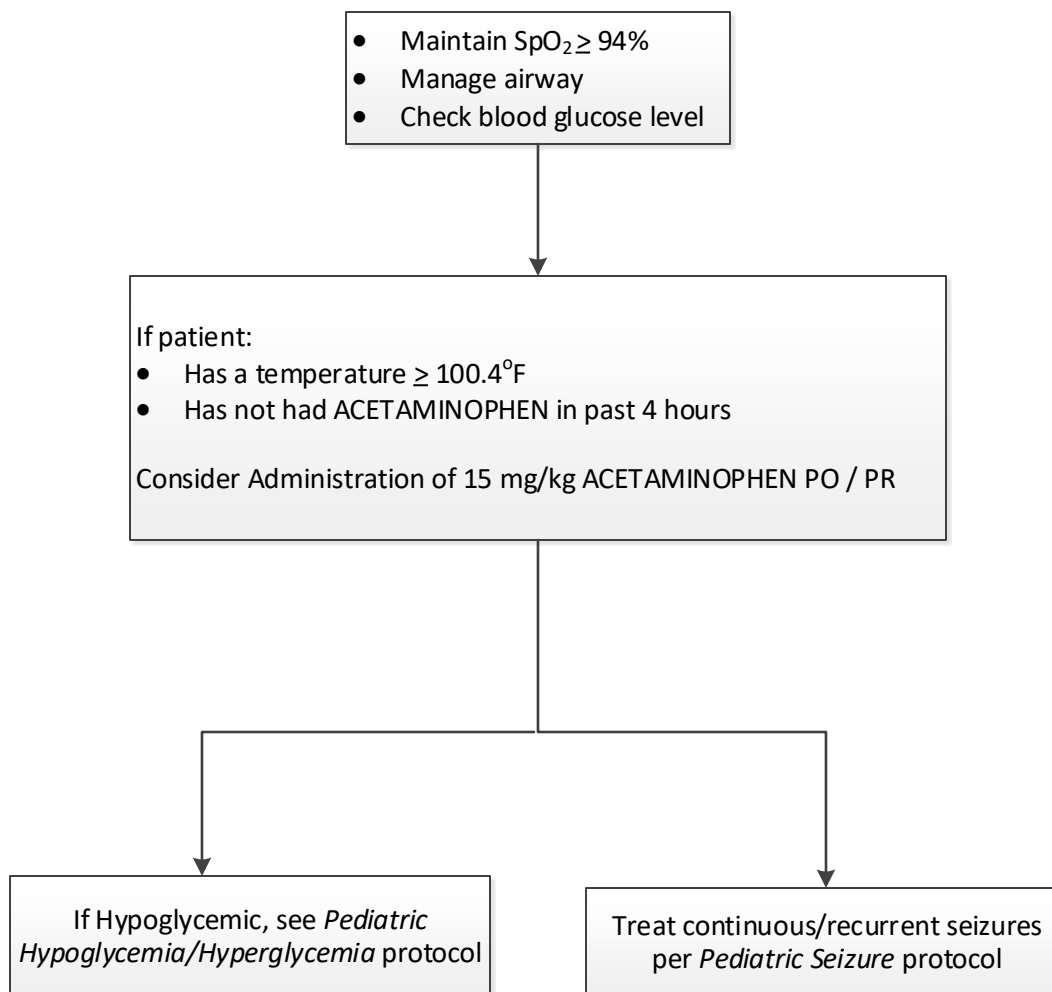 • Maintain SpO₂ ≥ 94%
• Manage airway
• Check blood glucose level
If patient:
• Has a temperature ≥ 100.4°F
• Has not had ACETAMINOPHEN in past 4 hours
Consider Administration of 15 mg/kg ACETAMINOPHEN PO / PR
If Hypoglycemic, see Pediatric
Hypoglycemia/Hyperglycemia protocol
Treat continuous/recurrent seizures
per Pediatric Seizure protocol